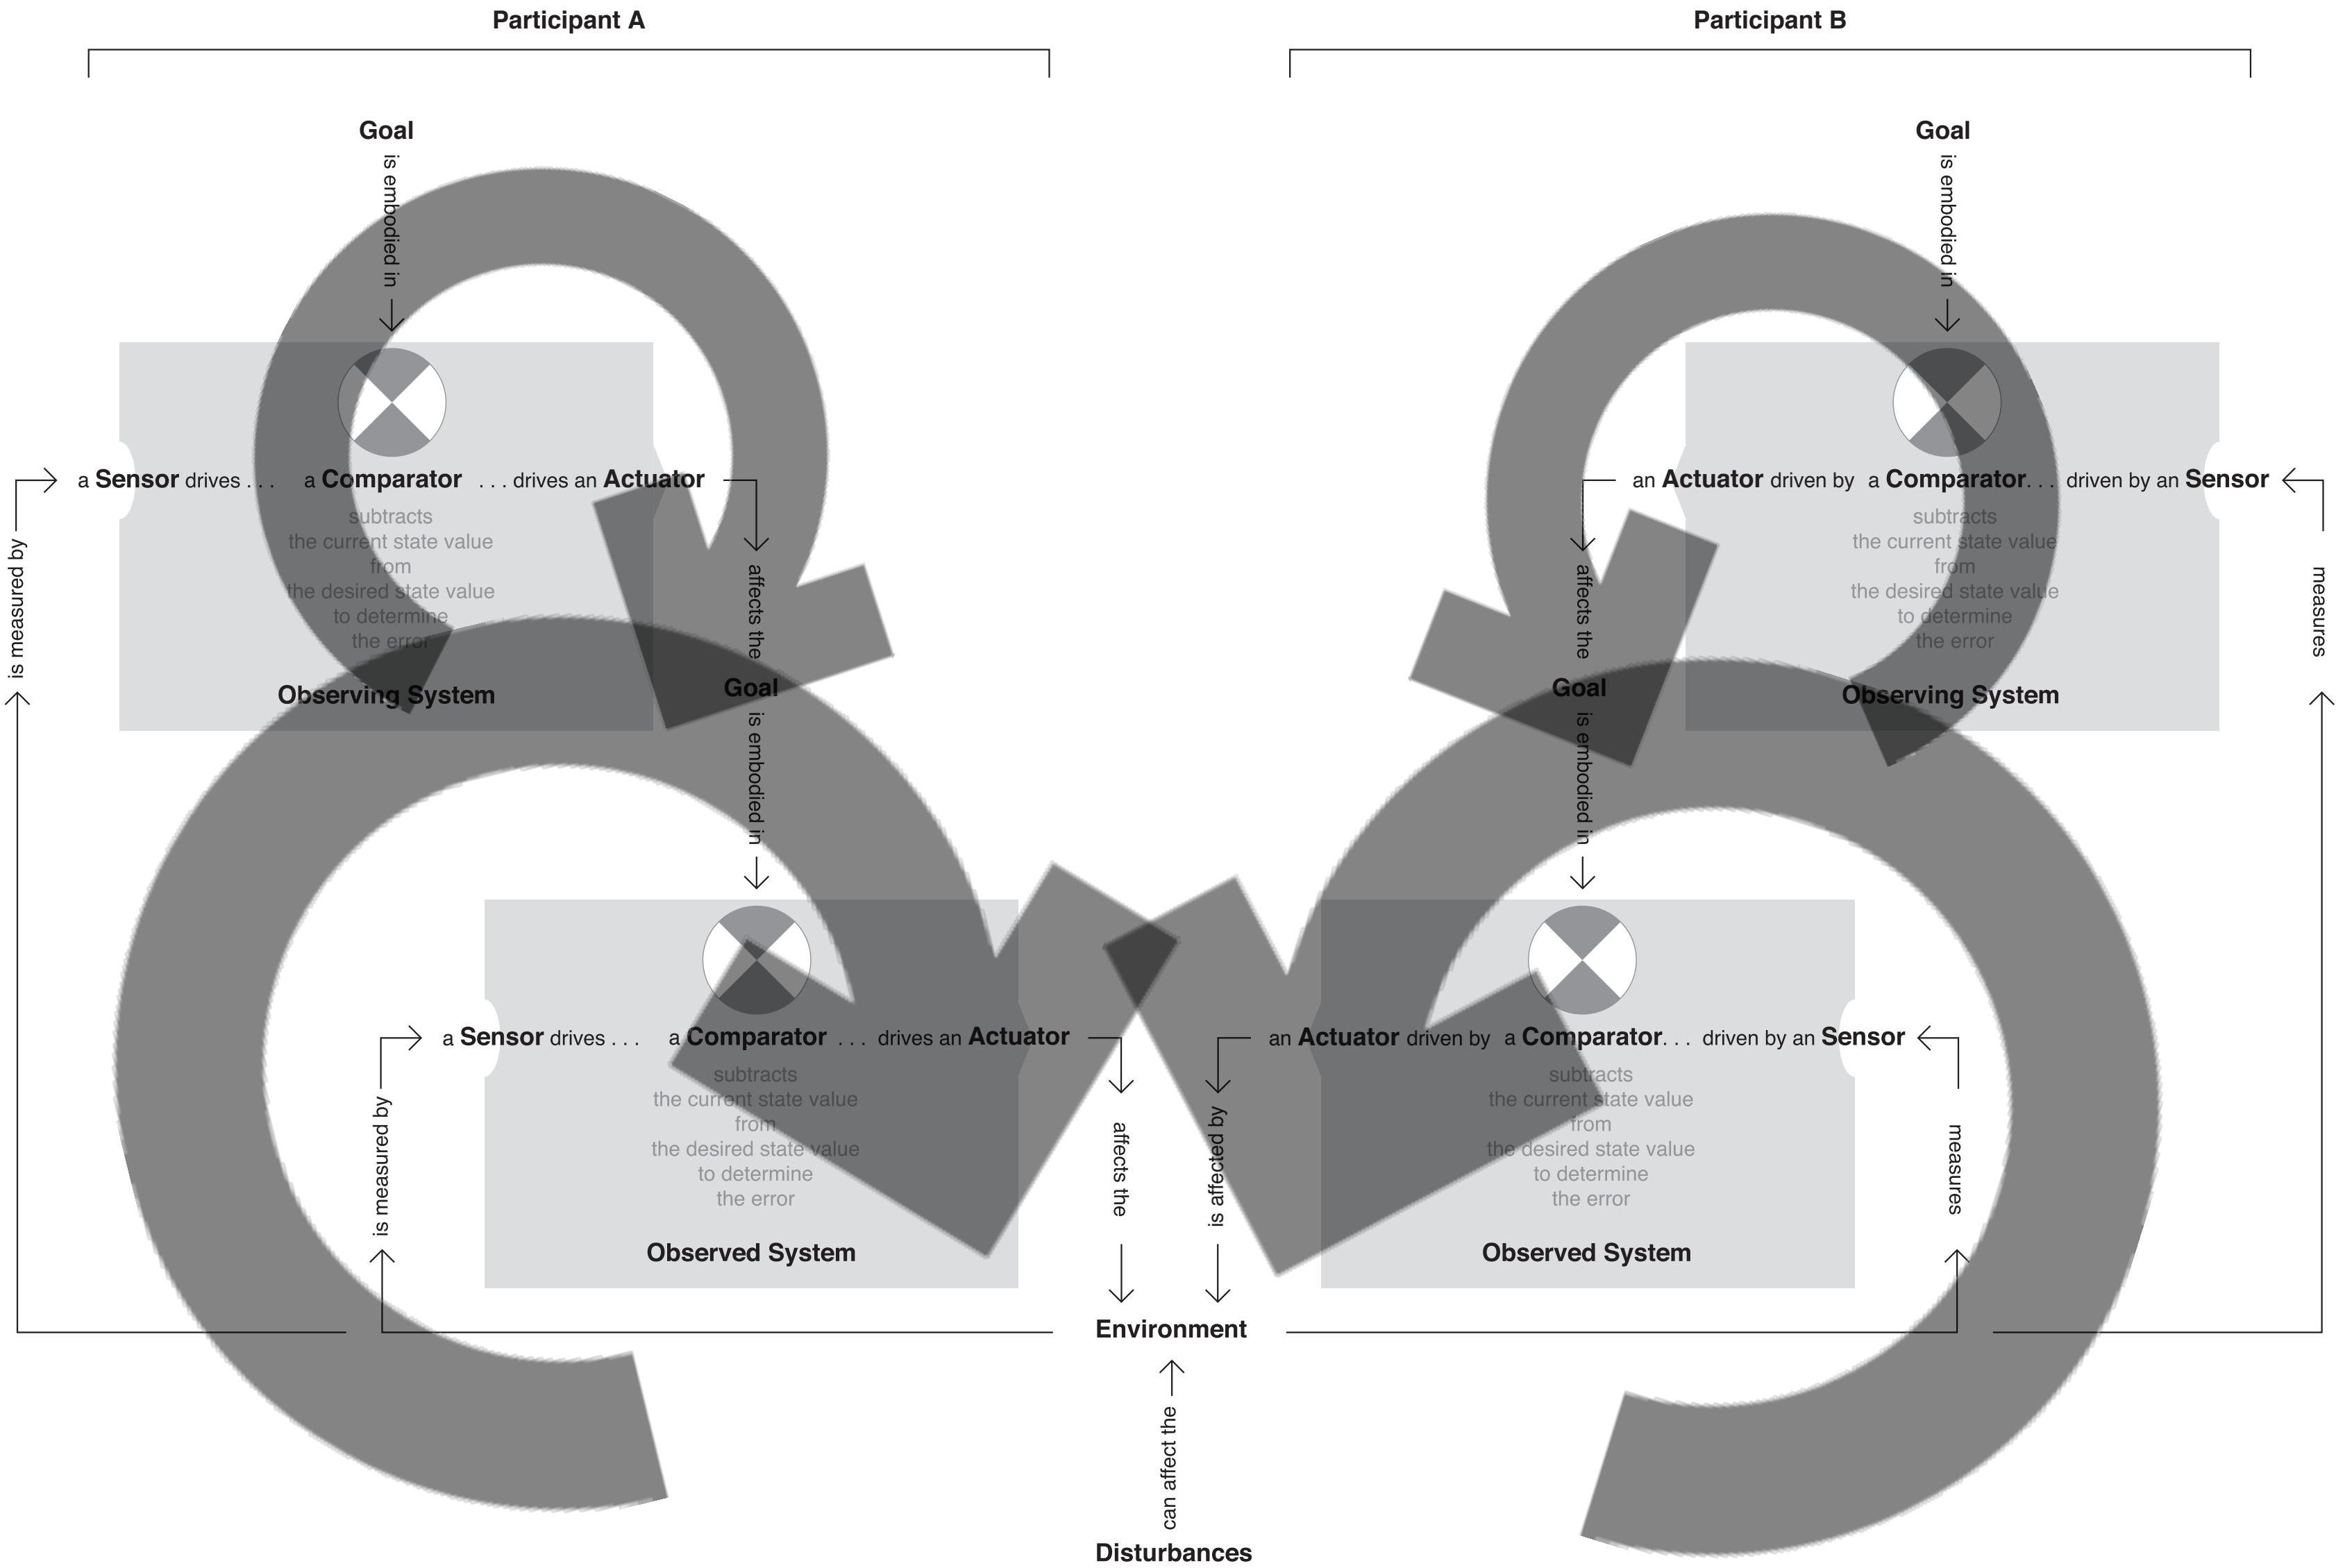 Participant A
Participant B
Goal
is embodied in
Goal
is embodied in
a Sensor drives . . .
a Comparator
. . . drives an Actuator
subtracts
the current state value
from
the desired state value
to determine
the error
Observing System
is measured by
affects the
Goal
is embodied in
an Actuator driven by
a Comparator. . .
driven by an Sensor
subtracts
the current state value
from
the desired state value
to determine
the error
Observing System
measures
affects the
Goal
is embodied in
a Sensor drives . . .
a Comparator
. . . drives an Actuator
subtracts
the current state value
from
the desired state value
to determine
the error
Observed System
is measured by
affects the
an Actuator driven by
a Comparator. . .
driven by an Sensor
subtracts
the current state value
from
the desired state value
to determine
the error
Observed System
is affected by
measures
Environment
can affect the
Disturbances